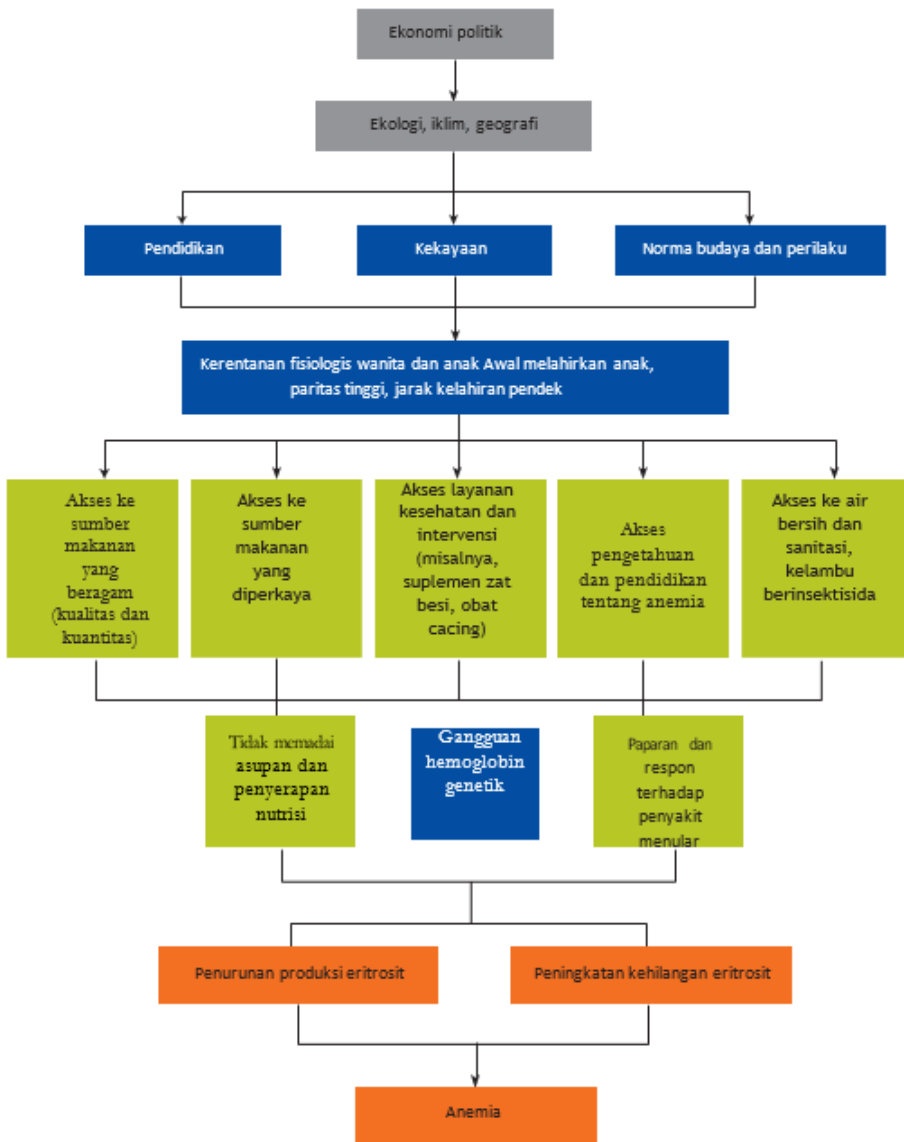 Ekonomi politik
Ekologi, iklim, geografi
Pendidikan
Kekayaan
Norma budaya dan perilaku
Kerentanan fisiologis wanita dan anak Awal melahirkan anak,
paritas tinggi, jarak kelahiran pendek
Akses ke
sumber
makanan
yang
beragam
(kualitas dan
kuantitas)
Akses ke
sumber
makanan
yang
diperkaya
Akses layanan
kesehatan dan
intervensi
(misalnya,
suplemen zat
besi, obat
cacing)
Akses
pengetahuan
dan pendidikan
tentang anemia
Akses ke air
bersih dan
sanitasi,
kelambu
berinsektisida
Tidak memadai
asupan dan
penyerapan
nutrisi
Gangguan
hemoglobin
genetik
Paparan dan
respon
terhadap
penyakit
menular
Penurunan produksi eritrosit
Peningkatan kehilangan eritrosit
Anemia